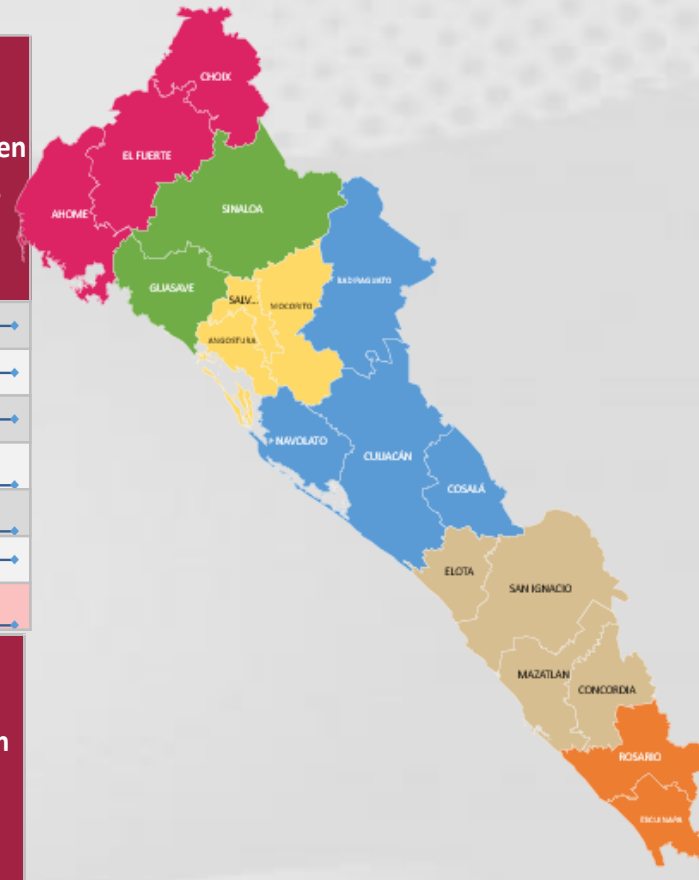 CHOIX
en
EL FUERTE
SINALOA
AHOME
BADIRAGUATO
GUASAVE
SALV...
MOCORITO
ANGOSTURA
NAVOLATO
CULIACÁN
COSALÁ
ELOTA
SAN IGNACIO
MAZATLAN
CONCORDIA
n
ROSARIO
ESCUINAPA